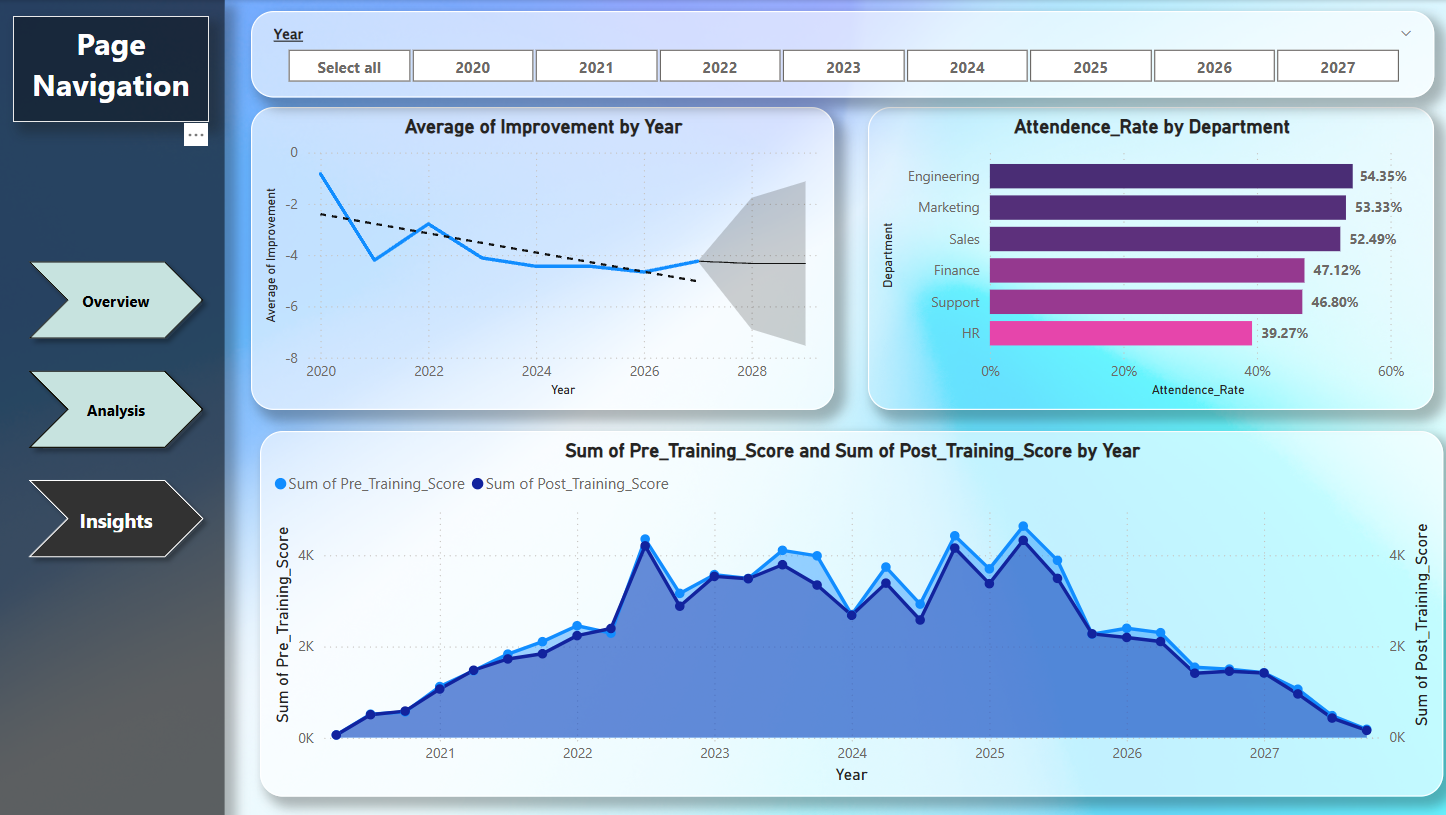 Page
Navigation
...
Overview
Analysis
Insights
Year
Select all 2020 2021 2022 2023 2024 2025 2026 2027
Average of Improvement by Year
Average of Improvement
0
-2
-4
-6
-8
2020 2022 2024 2026 2028
Year
Attendence_Rate by Department
Department
Engineering 54.35%
Marketing 53.33%
Sales 52.49%
Finance 47.12%
Support 46.80%
HR 39.27%
0% 20% 40% 60%
Attendence_Rate
Sum of Pre_Training_Score and Sum of Post_Training_Score by Year
Sum of Pre_Training_Score Sum of Post_Training_Score
Sum of Pre_Training_Score
4K 4K
2K 2K
0K 0K
Sum of Post_Training_Score
2021 2022 2023 2024 2025 2026 2027
Year